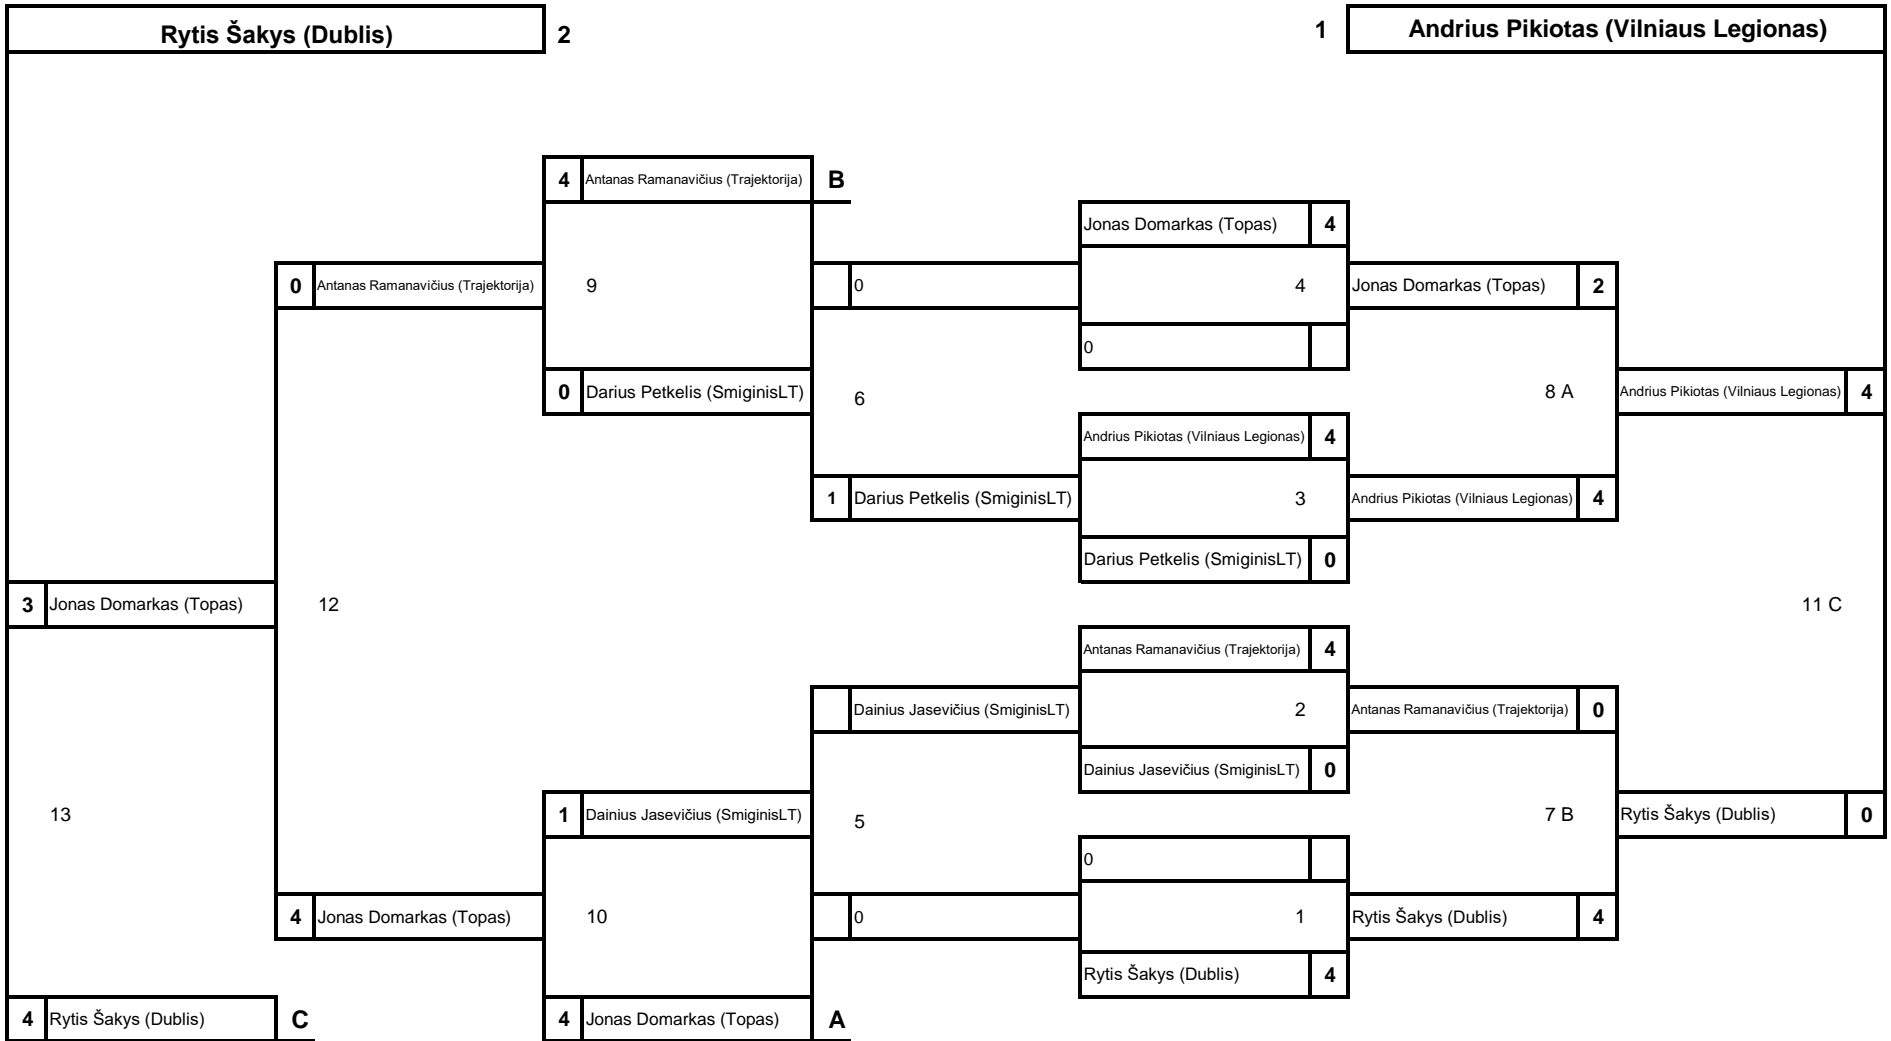 Rytis Šakys (Dublis) 2 1 Andrius Pikiotas (Vilniaus Legionas)
4 Antanas Ramanavičius (Trajektorija) B
Jonas Domarkas (Topas) 4
0 Antanas Ramanavičius (Trajektorija) 9 0 4 Jonas Domarkas (Topas) 2
0
0 Darius Petkelis (SmiginisLT) 6 8 A Andrius Pikiotas (Vilniaus Legionas) 4
Andrius Pikiotas (Vilniaus Legionas) 4
1 Darius Petkelis (SmiginisLT) 3 Andrius Pikiotas (Vilniaus Legionas) 4
Darius Petkelis (SmiginisLT) 0
3 Jonas Domarkas (Topas) 12 11 C
Antanas Ramanavičius (Trajektorija) 4
Dainius Jasevičius (SmiginisLT) 2 Antanas Ramanavičius (Trajektorija) 0
Dainius Jasevičius (SmiginisLT) 0
13 1 Dainius Jasevičius (SmiginisLT) 5 7 B Rytis Šakys (Dublis) 0
0
4 Jonas Domarkas (Topas) 10 0 1 Rytis Šakys (Dublis) 4
Rytis Šakys (Dublis) 4
4 Rytis Šakys (Dublis) C 4 Jonas Domarkas (Topas) A